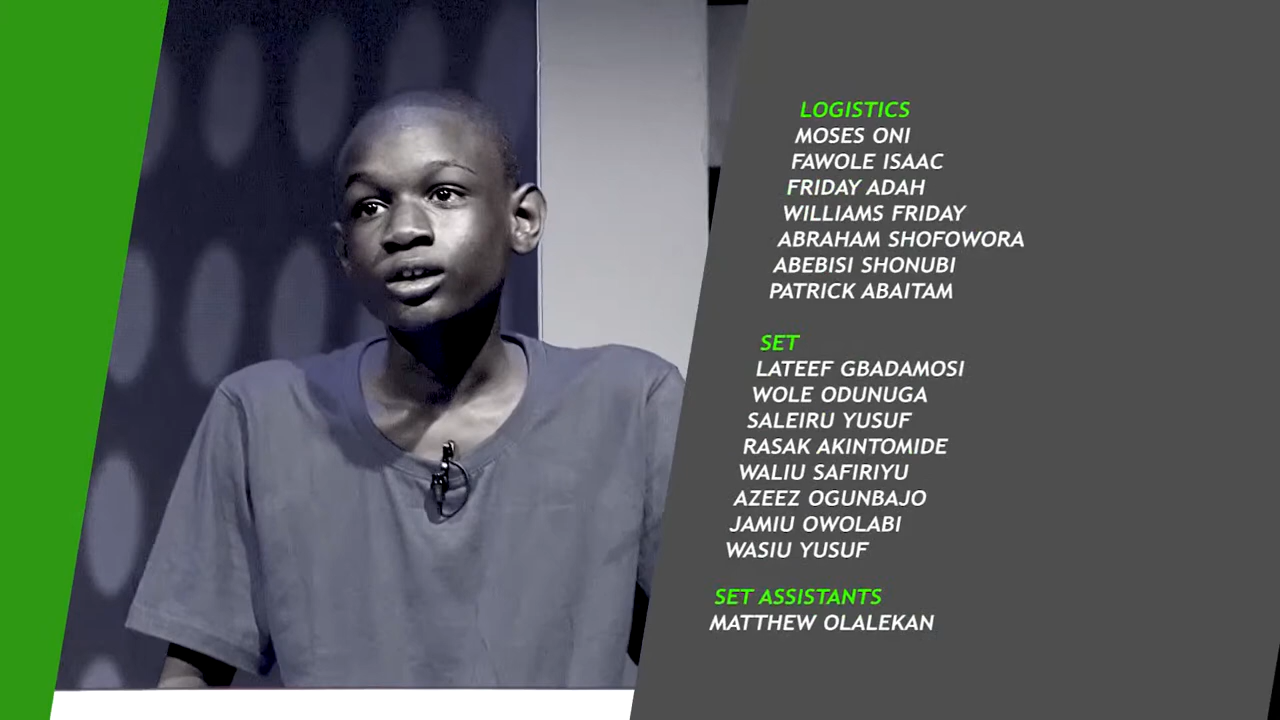 LOGISTICS
MOSES ONI
FAWOLE ISAAC
FRIDAY ADAH
WILLIAMS FRIDAY
ABRAHAM SHOFOWORA
ABEBISI SHONUBI
PATRICK ABAITAM
SET
LATEEF GBADAMOSI
WOLE ODUNUGA
SALEIRU YUSUF
RASAK AKINTOMIDE
WALIU SAFIRIYU
AZEEZ OGUNBAJO
JAMIU OWOLABI
WASIU YUSUF
SET ASSISTANTS
MATTHEW OLALEKAN